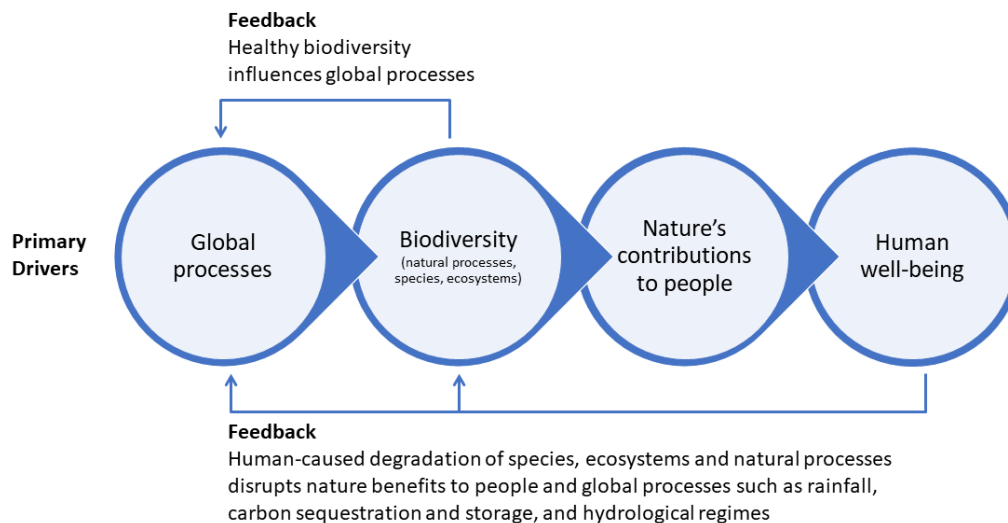 Feedback
Healthy biodiversity
influences global processes
Primary
Drivers
Global
processes
Biodiversity
(natural processes,
species, ecosystems)
Nature’s
contributions
to people
Human
well-being
Feedback
Human-caused degradation of species, ecosystems and natural processes
disrupts nature benefits to people and global processes such as rainfall,
carbon sequestration and storage, and hydrological regimes